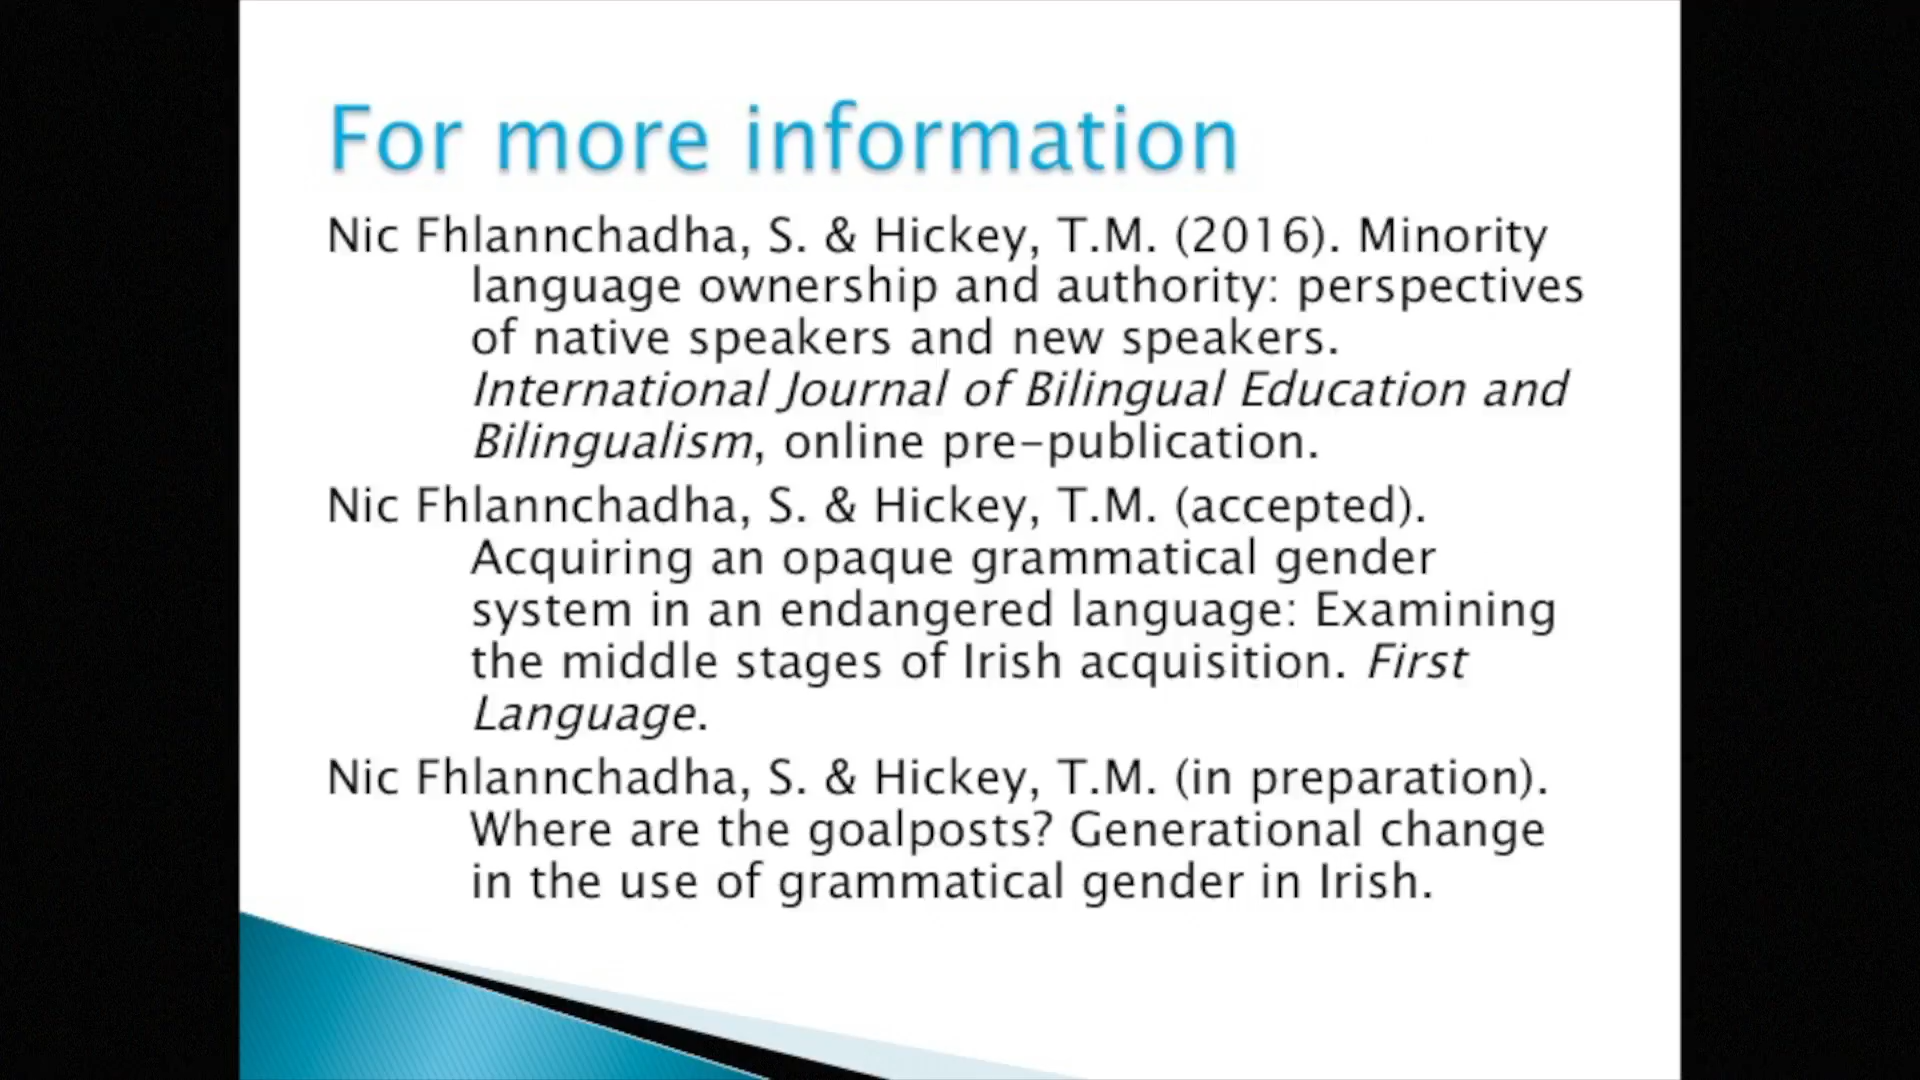 For more information
Nic Fhlannchadha, S. & Hickey, T.M. (2016). Minority
language ownership and authority: perspectives
of native speakers and new speakers.
International Journal of Bilingual Education and
Bilingualism, online pre-publication.
Nic Fhlannchadha, S. & Hickey, T.M. (accepted).
Acquiring an opaque grammatical gender
system in an endangered language: Examining
the middle stages of Irish acquisition. First
Language.
Nic Fhlannchadha, S. & Hickey, T.M. (in preparation).
Where are the goalposts? Generational change
in the use of grammatical gender in Irish.